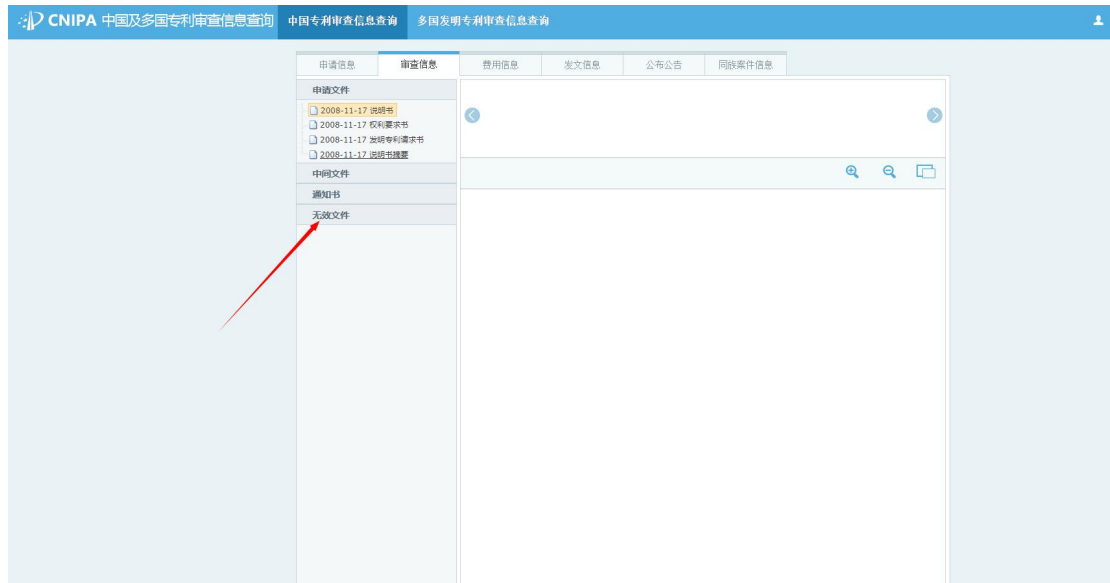 CNIPA 中国及多国专利审查信息查询 中国专利审查信息查询 多国发明专利审查信息查询
申请信息 审查信息 费用信息 发文信息 公布公告 同族案件信息
申请文件
2008-11-17 说明书
2008-11-17 权利要求书
2008-11-17 发明专利请求书
2008-11-17 说明书摘要
中间文件
通知书
无效文件